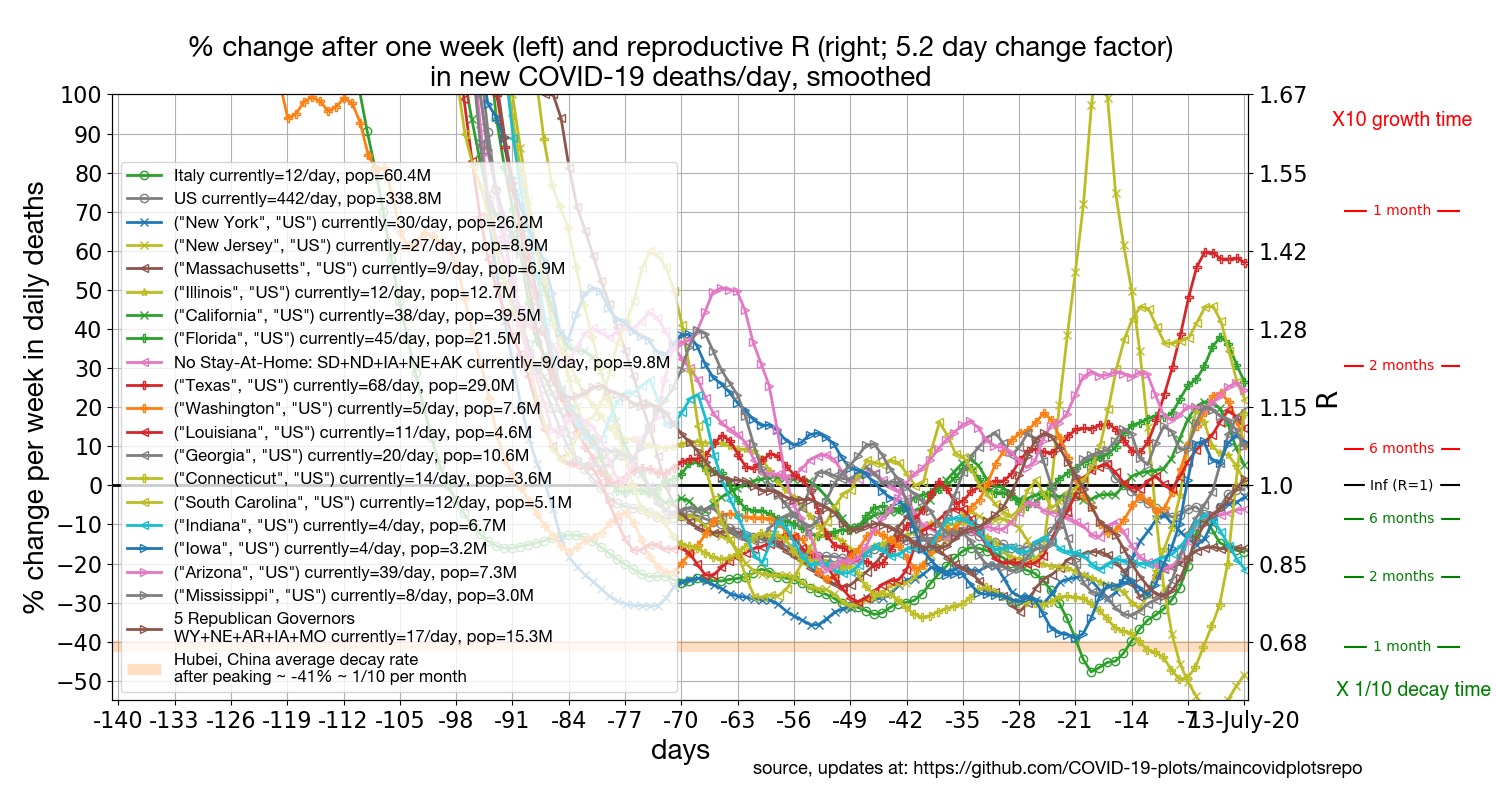 % change after one week (left) and reproductive R (right; 5.2 day change factor)
in new COVID-19 deaths/day, smoothed
% change per week in daily deaths
100
90
80
70
60
50
40
30
20
10
0
−10
−20
−30
−40
−50
Italy currently=12/day, pop=60.4M
US currently=442/day, pop=338.8M
("New York", "US") currently=30/day, pop=26.2M
("New Jersey", "US") currently=27/day, pop=8.9M
("Massachusetts", "US") currently=9/day, pop=6.9M
("Illinois", "US") currently=12/day, pop=12.7M
("California", "US") currently=38/day, pop=39.5M
("Florida", "US") currently=45/day, pop=21.5M
No Stay-At-Home: SD+ND+IA+NE+AK currently=9/day, pop=9.8M
("Texas", "US") currently=68/day, pop=29.0M
("Washington", "US") currently=5/day, pop=7.6M
("Louisiana", "US") currently=11/day, pop=4.6M
("Georgia", "US") currently=20/day, pop=10.6M
("Connecticut", "US") currently=14/day, pop=3.6M
("South Carolina", "US") currently=12/day, pop=5.1M
("Indiana", "US") currently=4/day, pop=6.7M
("Iowa", "US") currently=4/day, pop=3.2M
("Arizona", "US") currently=39/day, pop=7.3M
("Mississippi", "US") currently=8/day, pop=3.0M
5 Republican Governors
WY+NE+AR+IA+MO currently=17/day, pop=15.3M
Hubei, China average decay rate
after peaking ~ -41% ~ 1/10 per month
1.67
1.55
1.42
1.28
1.15
1.0
0.85
0.68
R
X10 growth time
1 month
2 months
6 months
Inf (R=1)
6 months
2 months
1 month
X 1/10 decay time
-140 -133 -126 -119 -112 -105 -98 -91 -84 -77 -70 -63 -56 -49 -42 -35 -28 -21 -14 -7 13-July-20
days
source, updates at: https://github.com/COVID-19-plots/maincovidplotsrepo